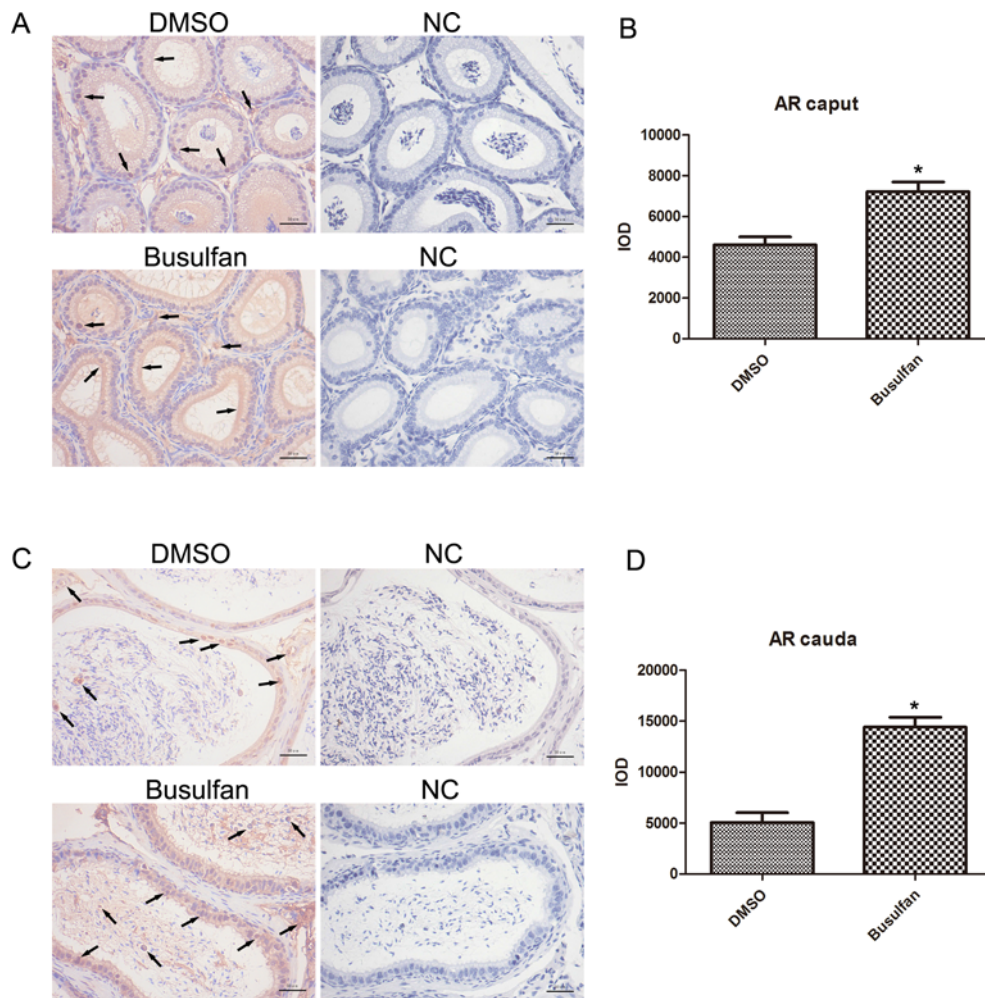 A
DMSO
NC
Busulfan
NC
B
AR caput
IOD
10000
8000
6000
4000
2000
0
*
DMSO
Busulfan
C
DMSO
NC
Busulfan
NC
D
AR cauda
IOD
20000
15000
10000
5000
0
*
DMSO
Busulfan